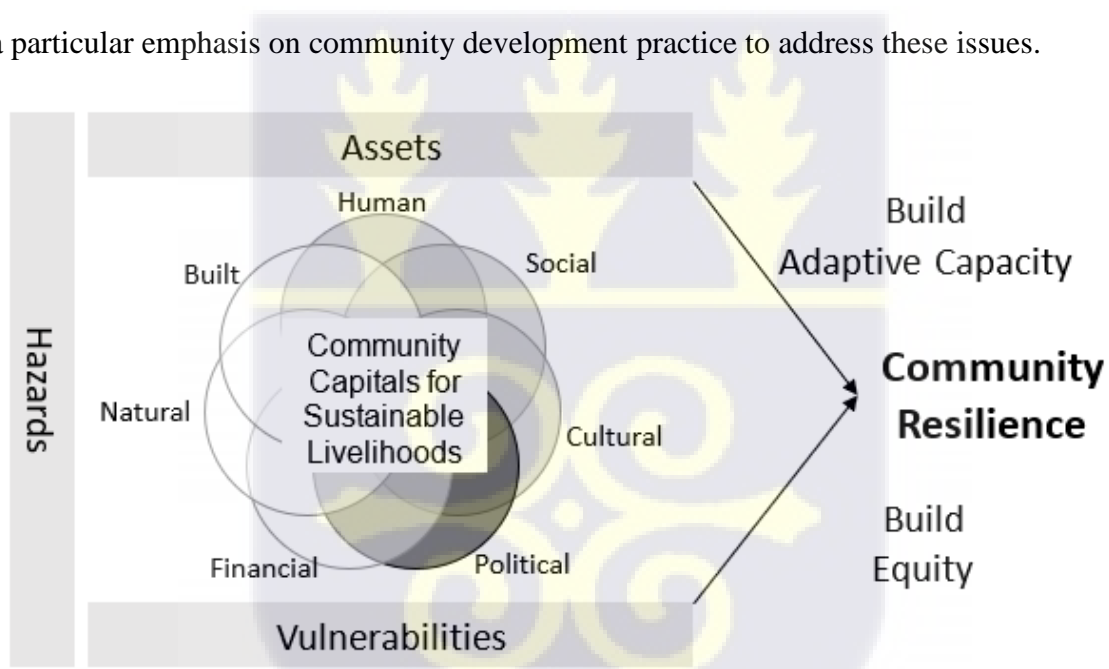 a particular emphasis on community development practice to address these issues.
Hazards
Assets
Human
Built
Social
Natural
Community
Capitals for
Sustainable
Livelihoods
Cultural
Financial
Political
Vulnerabilities
Build
Adaptive Capacity
Community
Resilience
Build
Equity